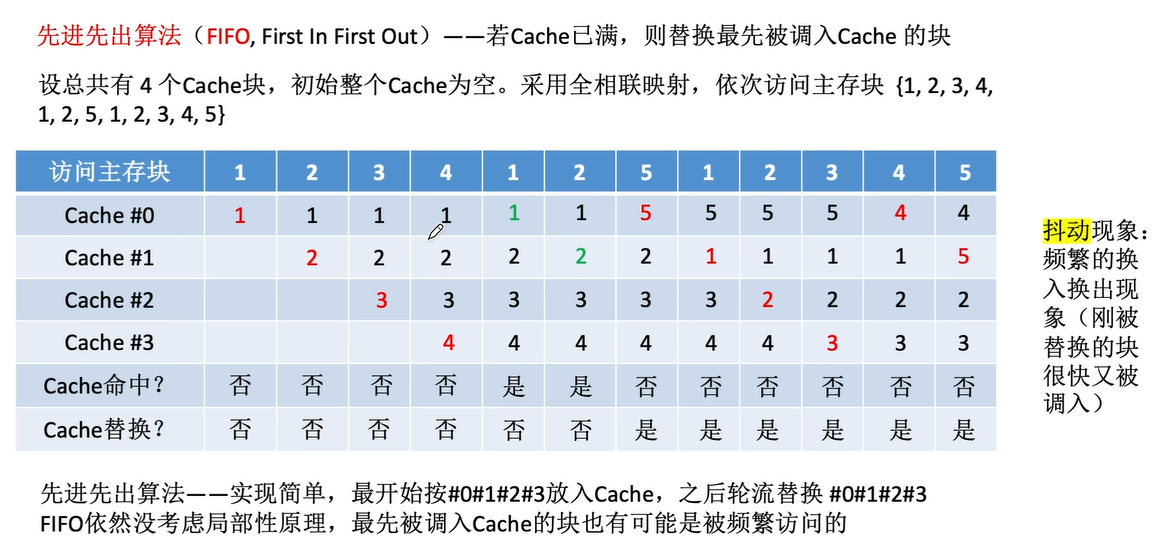 先进先出算法（FIFO, First In First Out）——若Cache已满，则替换最先被调入Cache 的块
设总共有 4 个Cache块，初始整个Cache为空。采用全相联映射，依次访问主存块 {1, 2, 3, 4,
1, 2, 5, 1, 2, 3, 4, 5}
访问主存块 1 2 3 4 1 2 5 1 2 3 4 5
Cache #0 1 1 1 1 1 1 5 5 5 5 4 4
Cache #1 2 2 2 2 2 2 1 1 1 1 5
Cache #2 3 3 3 3 3 3 2 2 2 2
Cache #3 4 4 4 4 4 4 3 3 3
Cache命中？ 否 否 否 否 是 是 否 否 否 否 否 否
Cache替换？ 否 否 否 否 否 否 是 是 是 是 是 是
抖动现象：
频繁的换
入换出现
象（刚被
替换的块
很快又被
调入）
先进先出算法——实现简单，最开始按#0#1#2#3放入Cache，之后轮流替换 #0#1#2#3
FIFO依然没考虑局部性原理，最先被调入Cache的块也有可能是被频繁访问的